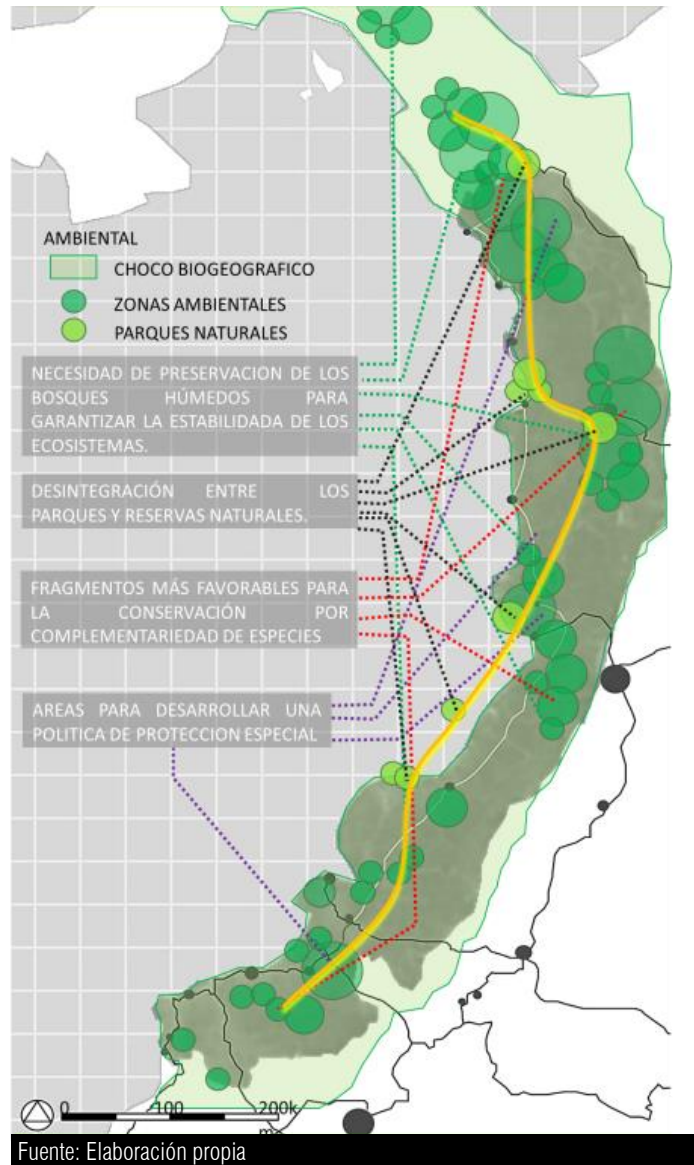 AMBIENTAL
CHOCO BIOGEOGRAFICO
ZONAS AMBIENTALES
PARQUES NATURALES
NECESIDAD DE PRESERVACION DE LOS
BOSQUES HÚMEDOS PARA
GARANTIZAR LA ESTABILIDADA DE LOS
ECOSISTEMAS.
DESINTEGRACIÓN ENTRE LOS
PARQUES Y RESERVAS NATURALES.
FRAGMENTOS MÁS FAVORABLES PARA
LA CONSERVACIÓN POR
COMPLEMENTARIEDAD DE ESPECIES
AREAS PARA DESARROLLAR UNA
POLITICA DE PROTECCION ESPECIAL
0 100 200k
Fuente: Elaboración propia